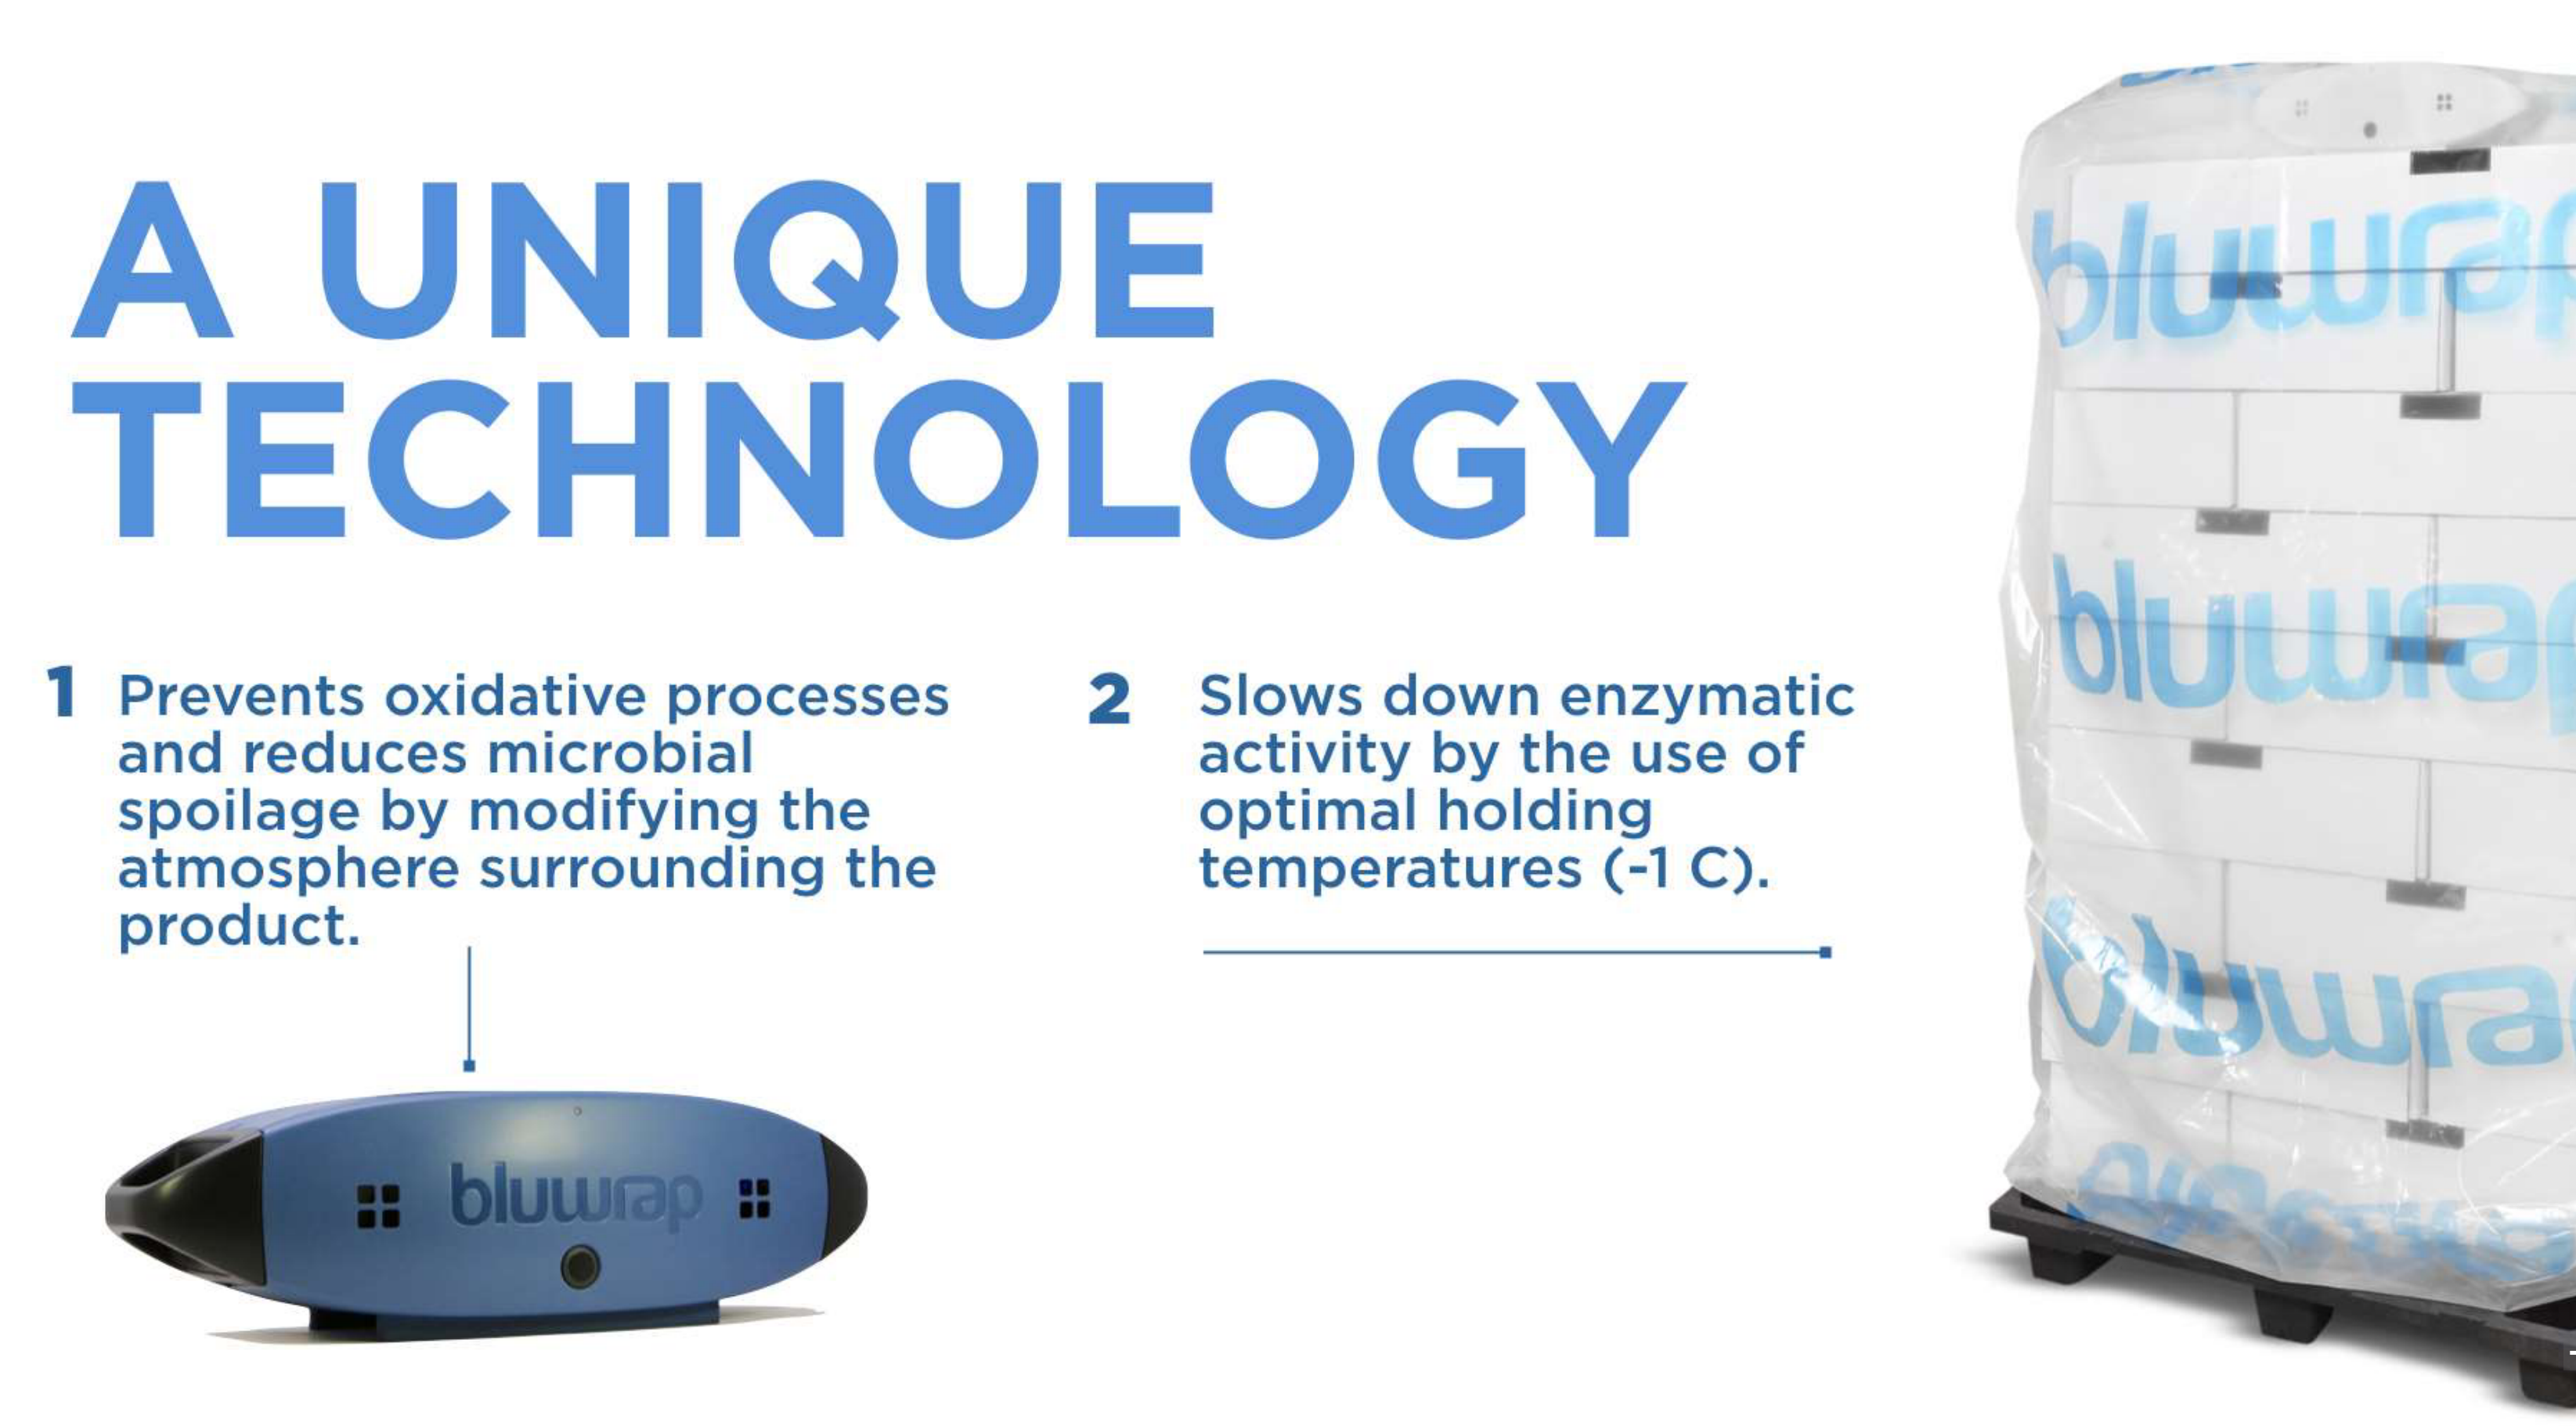 A UNIQUE
TECHNOLOGY
1 Prevents oxidative processes
and reduces microbial
spoilage by modifying the
atmosphere surrounding the
product.
2 Slows down enzymatic
activity by the use of
optimal holding
temperatures (-1 C).
bluwrap
bluwrap
bluwrap
bluwra